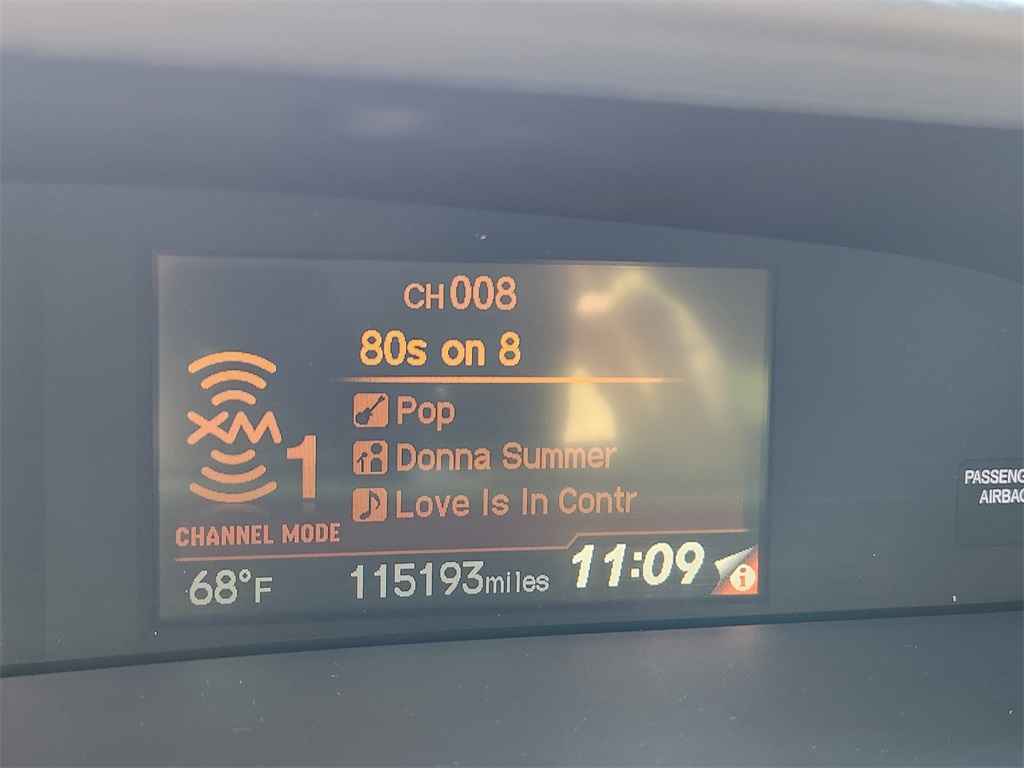 CH008
80s on 8
XM 1
Pop
Donna Summer
Love Is In Contr
CHANNEL MODE
68°F 115193miles 11:09 i
PASSENG
AIRBAG